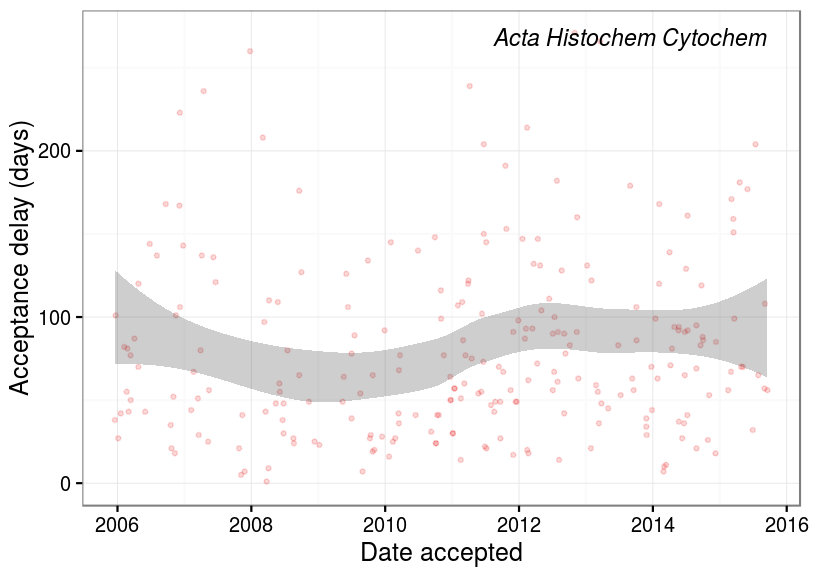 Acta Histochem Cytochem
Acceptance delay (days)
200
100
0
2006 2008 2010 2012 2014 2016
Date accepted